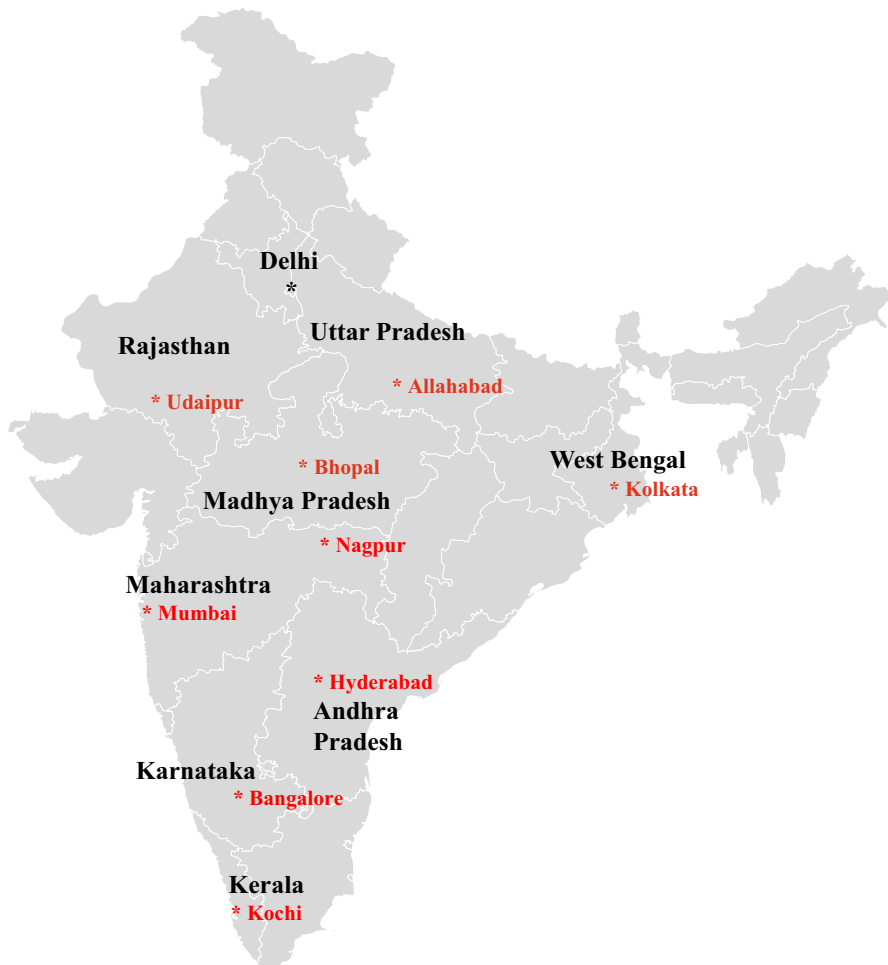 Delhi
*
Uttar Pradesh
Rajasthan
* Allahabad
* Udaipur
West Bengal
* Bhopal
* Kolkata
Madhya Pradesh
* Nagpur
Maharashtra
* Mumbai
* Hyderabad
Andhra
Pradesh
Karnataka
* Bangalore
Kerala
* Kochi